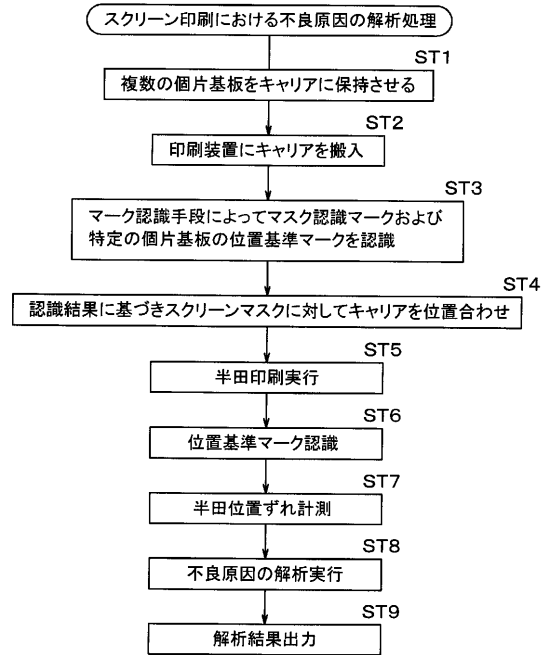 スクリーン印刷における不良原因の解析処理
ST1
複数の個片基板をキャリアに保持させる
ST2
印刷装置にキャリアを搬入
ST3
マーク認識手段によってマスク認識マークおよび
特定の個片基板の位置基準マークを認識
ST4
認識結果に基づきスクリーンマスクに対してキャリアを位置合わせ
ST5
半田印刷実行
ST6
位置基準マーク認識
ST7
半田位置ずれ計測
ST8
不良原因の解析実行
ST9
解析結果出力